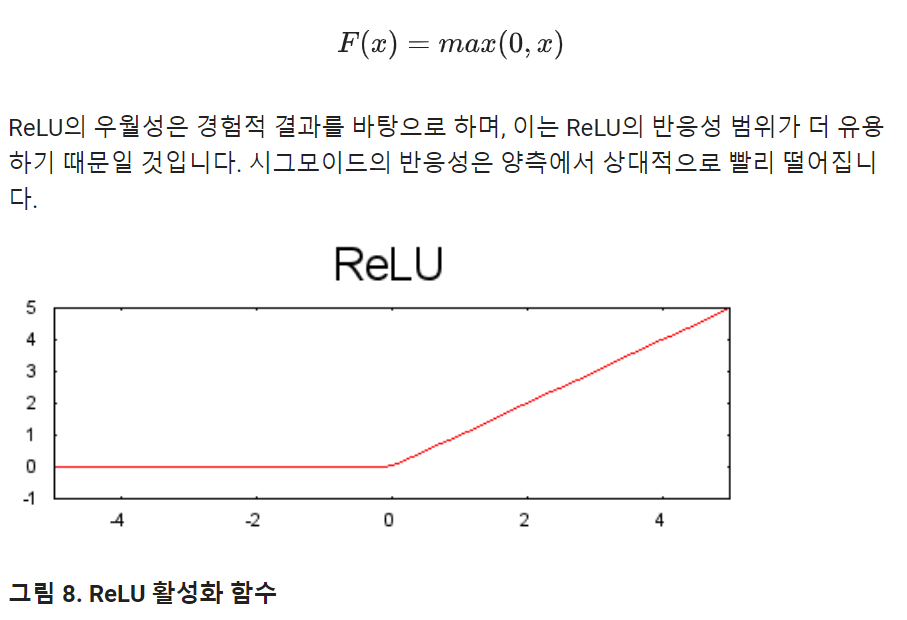 F(x) = max(0, x)
ReLU의 우월성은 경험적 결과를 바탕으로 하며, 이는 ReLU의 반응성 범위가 더 유용
하기 때문일 것입니다. 시그모이드의 반응성은 양측에서 상대적으로 빨리 떨어집니
다.
ReLU
5
4
3
2
1
0
-1
-4 -2 0 2 4
그림 8. ReLU 활성화 함수